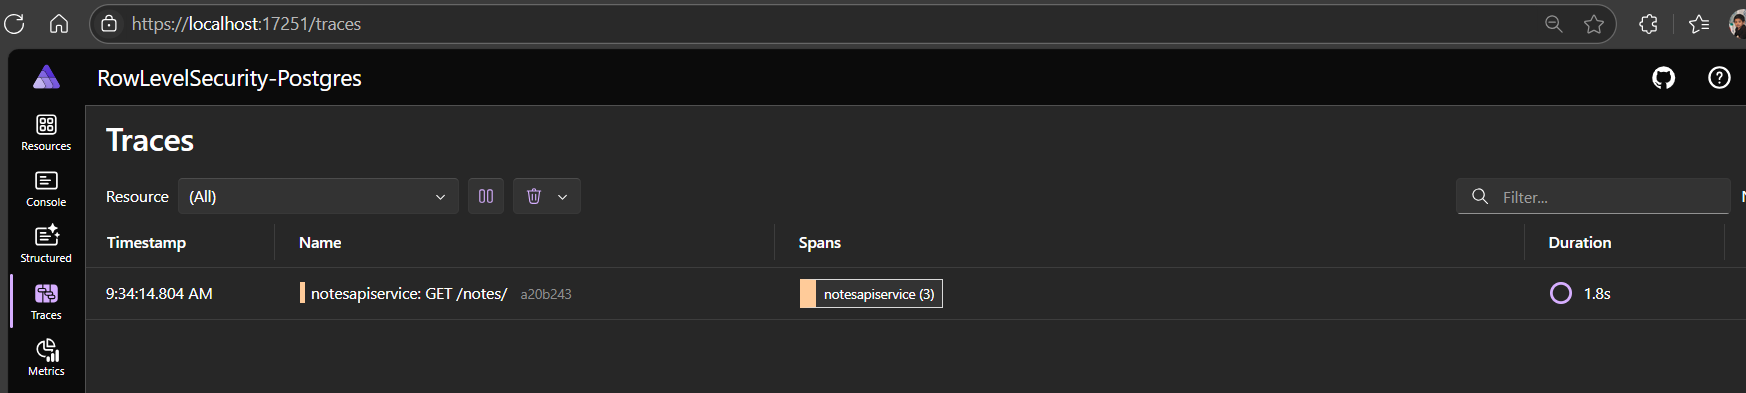 https://localhost:17251/traces
RowLevelSecurity-Postgres
Resources
Console
Structured
Traces
Metrics
Traces
Resource (All) Filter...
Timestamp Name Spans Duration
9:34:14.804 AM notesapiservice: GET /notes/ a20b243 notesapiservice (3) 1.8s